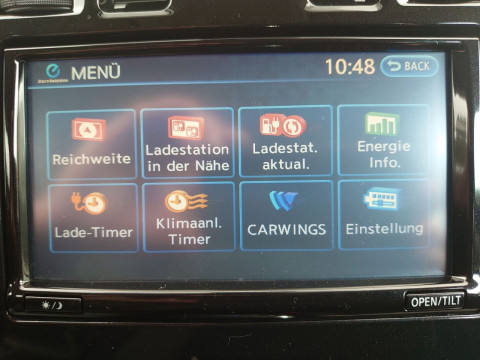 MENÜ
10:48
BACK
Reichweite
Ladestation
in der Nähe
Ladestat.
aktual.
Energie
Info.
Lade-Timer
Klimaanl.
Timer
CARWINGS
Einstellung
OPEN/TILT